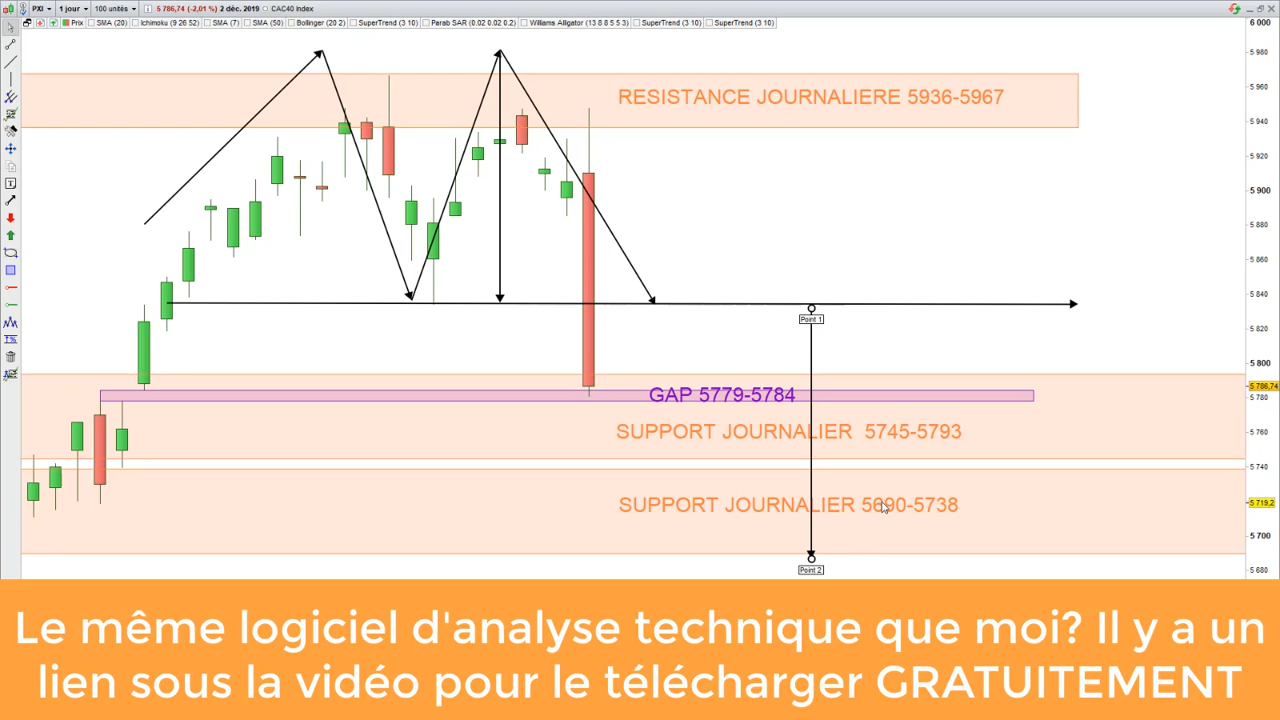 PXI 1 jour 100 unités 5 786,74 (-2,01 %) 2 déc. 2019 CAC40 Index
Prix SMA (20) Ichimoku (9 26 52) SMA (7) SMA (50) Bollinger (20 2) SuperTrend (3 10) Parab SAR (0.02 0.02 0.2) Williams Alligator (13 8 8 5 5 3) SuperTrend (3 10) SuperTrend (3 10)
6 000
5 980
5 960
RESISTANCE JOURNALIERE 5936-5967
5 940
5 920
5 900
5 880
5 860
5 840
Point 1
5 820
5 800
5 786,74
GAP 5779-5784
5 780
SUPPORT JOURNALIER 5745-5793
5 760
5 740
SUPPORT JOURNALIER 5690-5738
5 719,2
5 700
Point 2
5 680
Le même logiciel d'analyse technique que moi? Il y a un
lien sous la vidéo pour le télécharger GRATUITEMENT